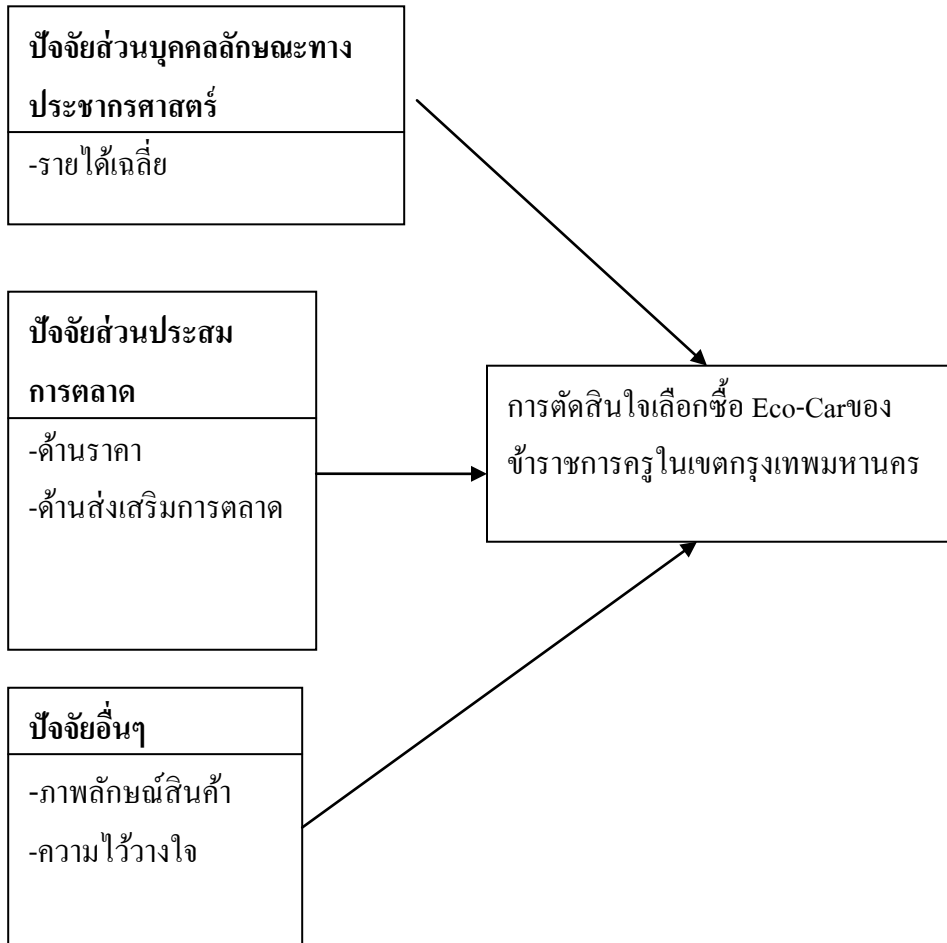 ปัจจัยส่วนบุคคลลักษณะทาง
ประชากรศาสตร์
-รายได้เฉลี่ย
ปัจจัยส่วนประสม
การตลาด
-ด้านราคา
-ด้านส่งเสริมการตลาด
การตัดสินใจเลือกซื้อ Eco-Carของ
ข้าราชการครูในเขตกรุงเทพมหานคร
ปัจจัยอื่นๆ
-ภาพลักษณ์สินค้า
-ความไว้วางใจ